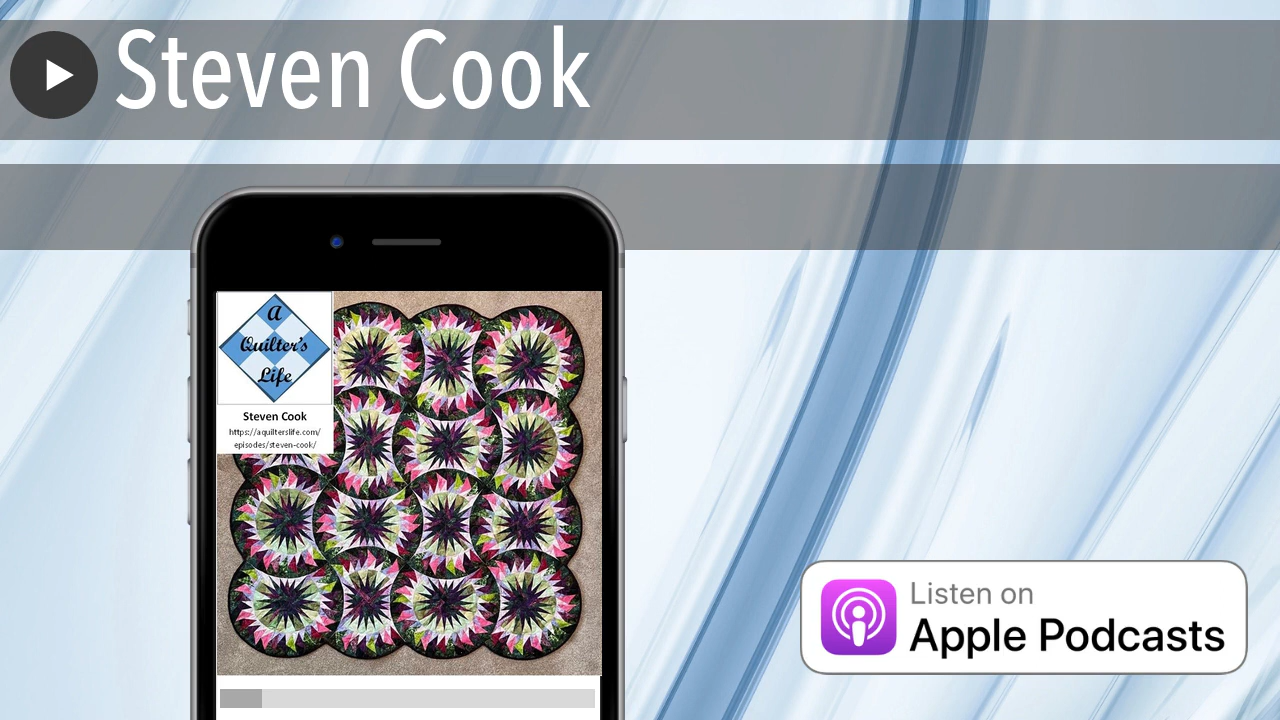 Steven Cook
A
Quilter's
Life
Steven Cook
https://aquilterslife.com/
episodes/steven-cook/
Listen on
Apple Podcasts